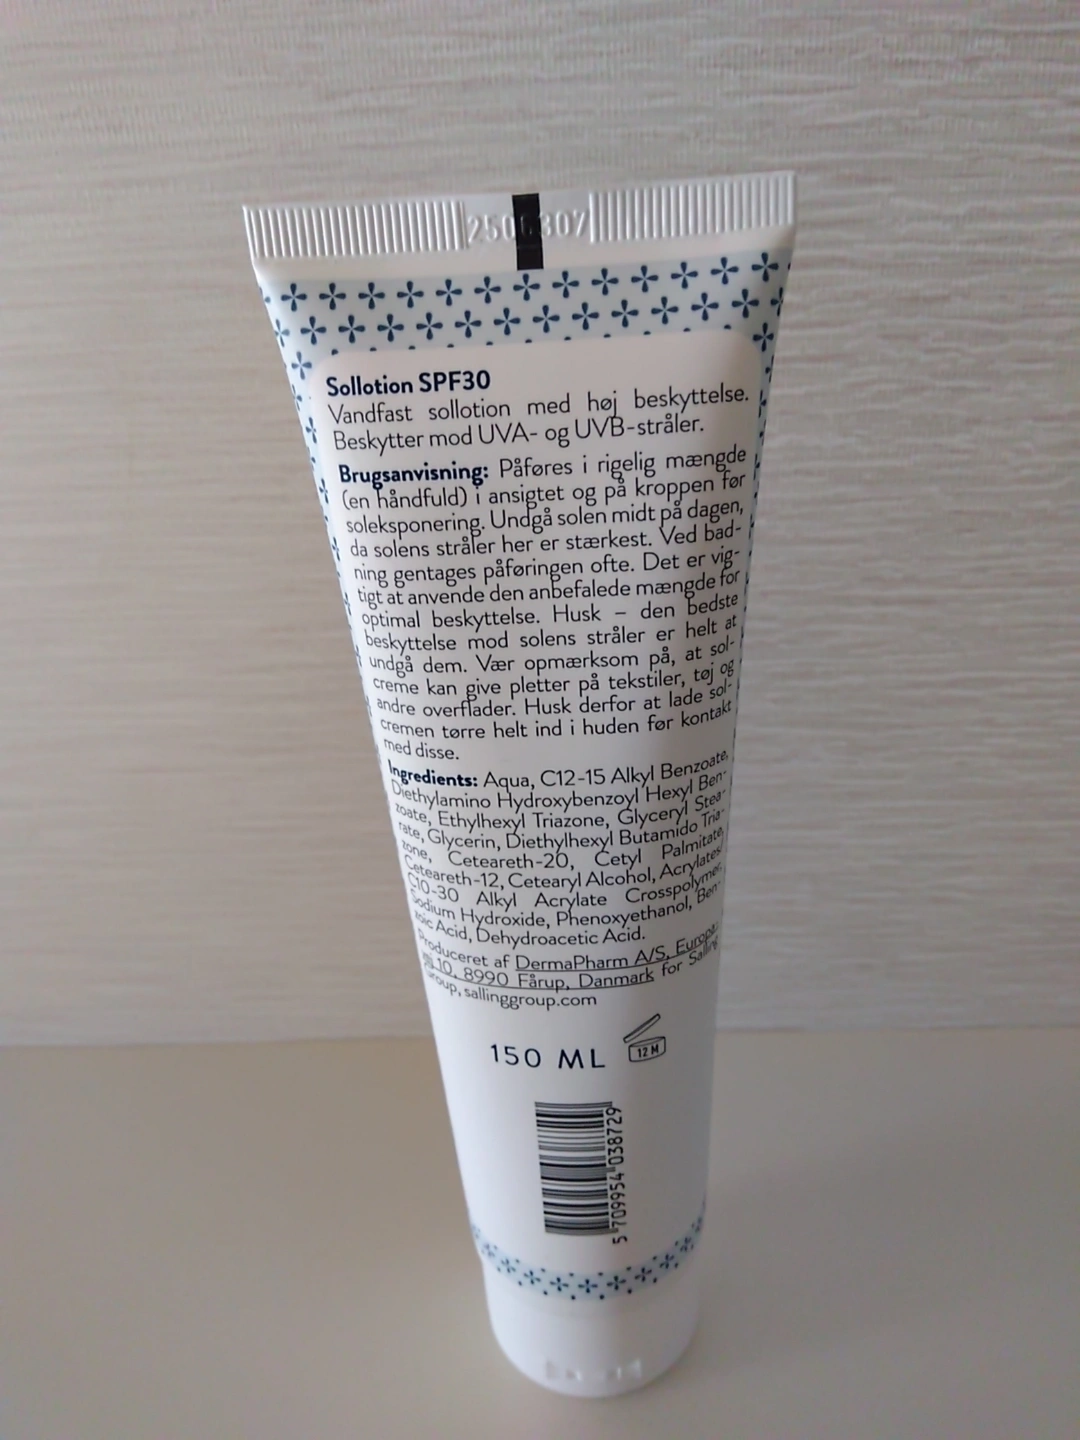 Sollotion SPF30
Vandfast sollotion med høj beskyttelse.
Beskytter mod UVA- og UVB-stråler.
Brugsanvisning: Påføres i rigelig mængde
(en håndfuld) i ansigtet og på kroppen før
soleksponering. Undgå solen midt på dagen,
da solens stråler her er stærkest. Ved bad-
ning gentages påføringen ofte. Det er vig-
tigt at anvende den anbefalede mængde for
optimal beskyttelse. Husk – den bedste
beskyttelse mod solens stråler er helt at
undgå dem. Vær opmærksom på, at sol-
creme kan give pletter på tekstiler, tøj og
andre overflader. Husk derfor at lade sol-
cremen tørre helt ind i huden før kontakt
med disse.
Ingredients: Aqua, C12-15 Alkyl Benzoate,
Diethylamino Hydroxybenzoyl Hexyl Ben-
zoate, Ethylhexyl Triazone, Glyceryl Stea-
rate, Glycerin, Diethylhexyl Butamido Tria-
zone, Ceteareth-20, Cetyl Palmitate,
Ceteareth-12, Cetearyl Alcohol, Acrylates/
C10-30 Alkyl Acrylate Crosspolymer,
Sodium Hydroxide, Phenoxyethanol, Ben-
zoic Acid, Dehydroacetic Acid.
Produceret af DermaPharm A/S, Europa-
10, 8990 Fårup, Danmark for Salling
Group, sallinggroup.com
150 ML 12 M
5 709954 038729